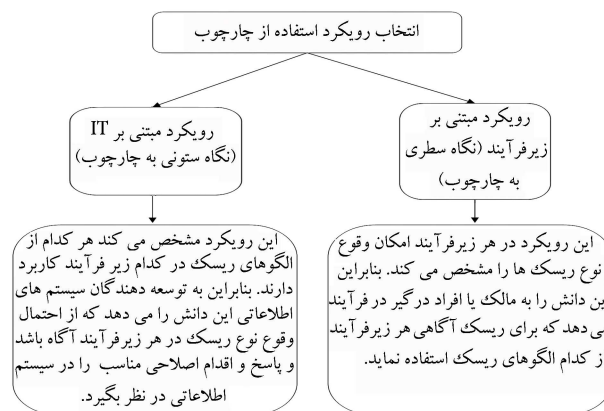 انتخاب رویکرد استفاده از چارچوب
رویکرد مبتنی بر
زیرفرآیند (نگاه سطری
به چارچوب)
رویکرد مبتنی بر IT
(نگاه ستونی به چارچوب)
این رویکرد در هر زیرفرآیند امکان وقوع
نوع ریسک ها را مشخص می کند. بنابراین
ین دانش را به مالک یا افراد درگیر در فرآیند
ی دهد که برای ریسک آگاهی هر زیرفرآیند
ز کدام الگوهای ریسک استفاده نماید.
این رویکرد مشخص می کند هر کدام از
الگوهای ریسک در کدام زیر فرآیند کاربرد
دارند. بنابراین به توسعه دهندگان سیستم های
اطلاعاتی این دانش را می دهد که از احتمال
وقوع نوع ریسک در هر زیرفرآیند آگاه باشد
و پاسخ و اقدام اصلاحی مناسب را در سیستم
اطلاعاتی در نظر بگیرد.